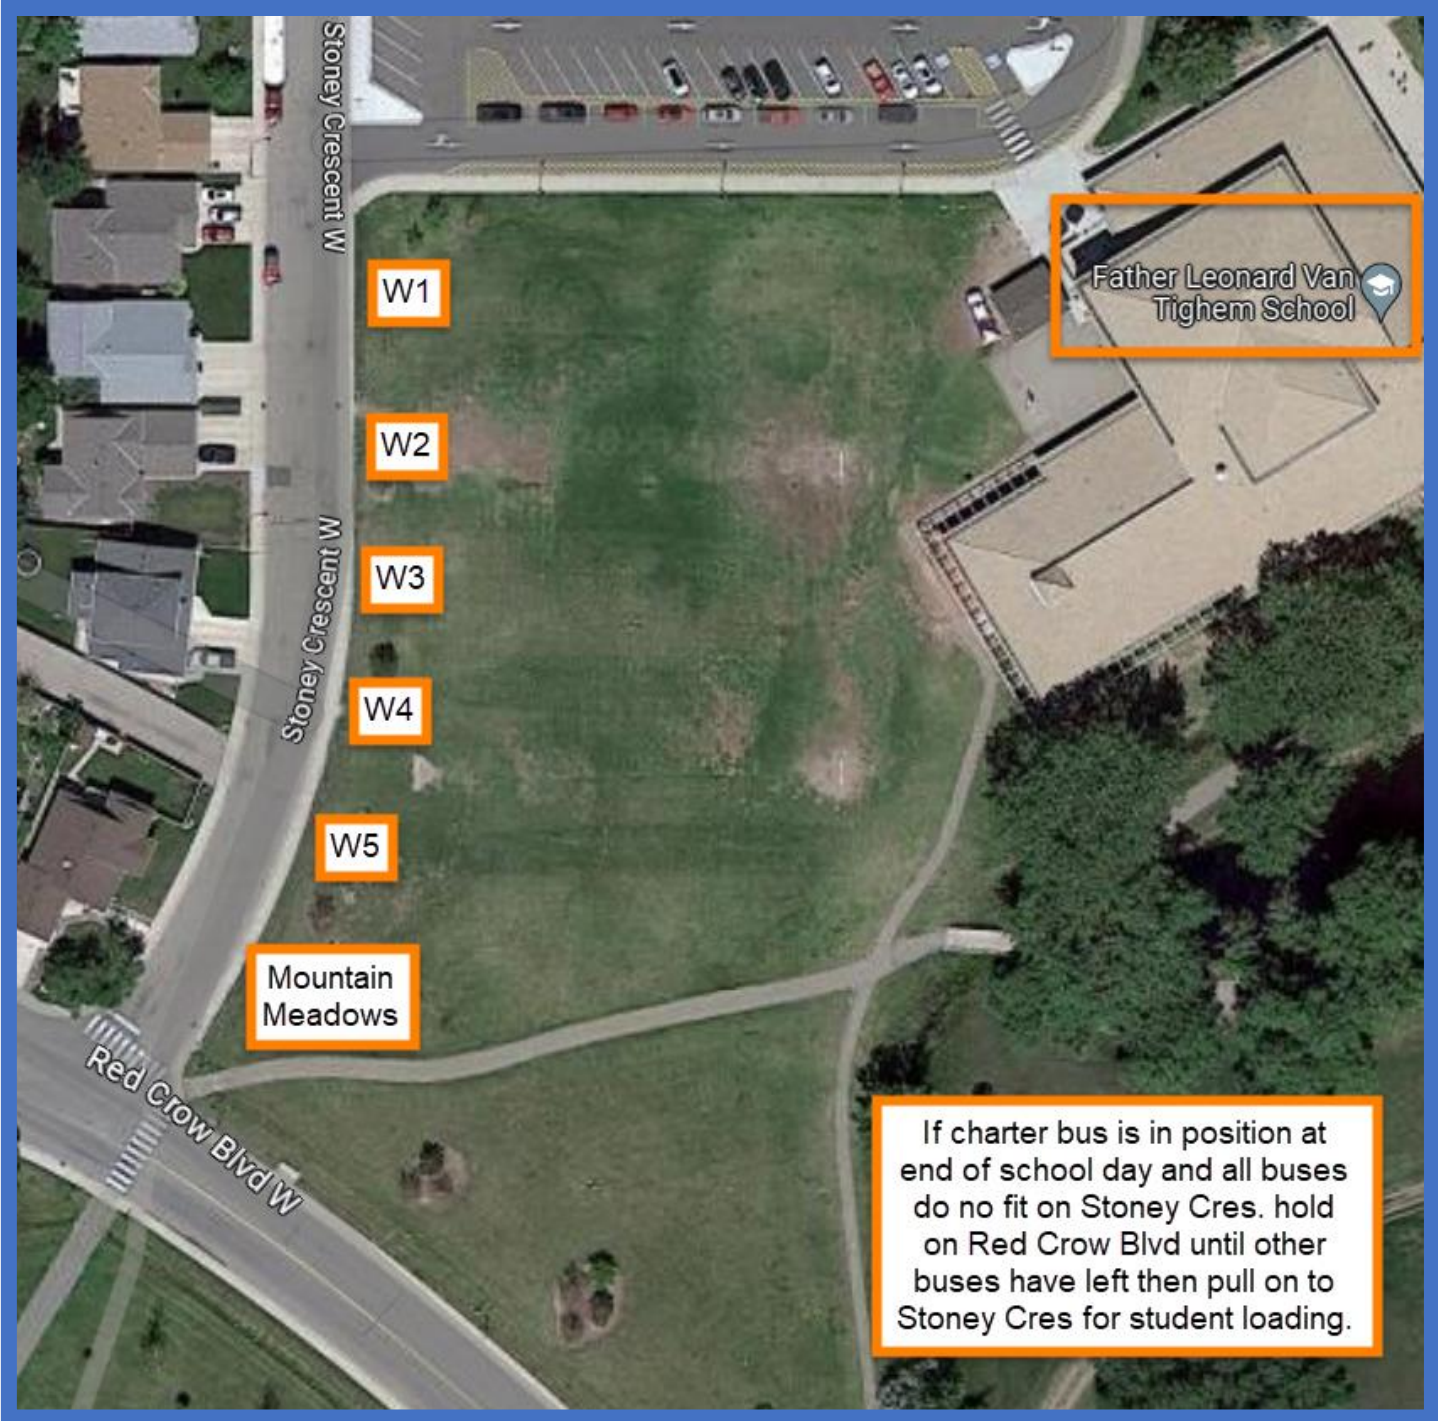 Stoney Crescent W
W1
Father Leonard Van
Tighem School
W2
W3
Stoney Crescent W
W4
W5
Mountain
Meadows
Red Crow Blvd W
If charter bus is in position at
end of school day and all buses
do no fit on Stoney Cres. hold
on Red Crow Blvd until other
buses have left then pull on to
Stoney Cres for student loading.